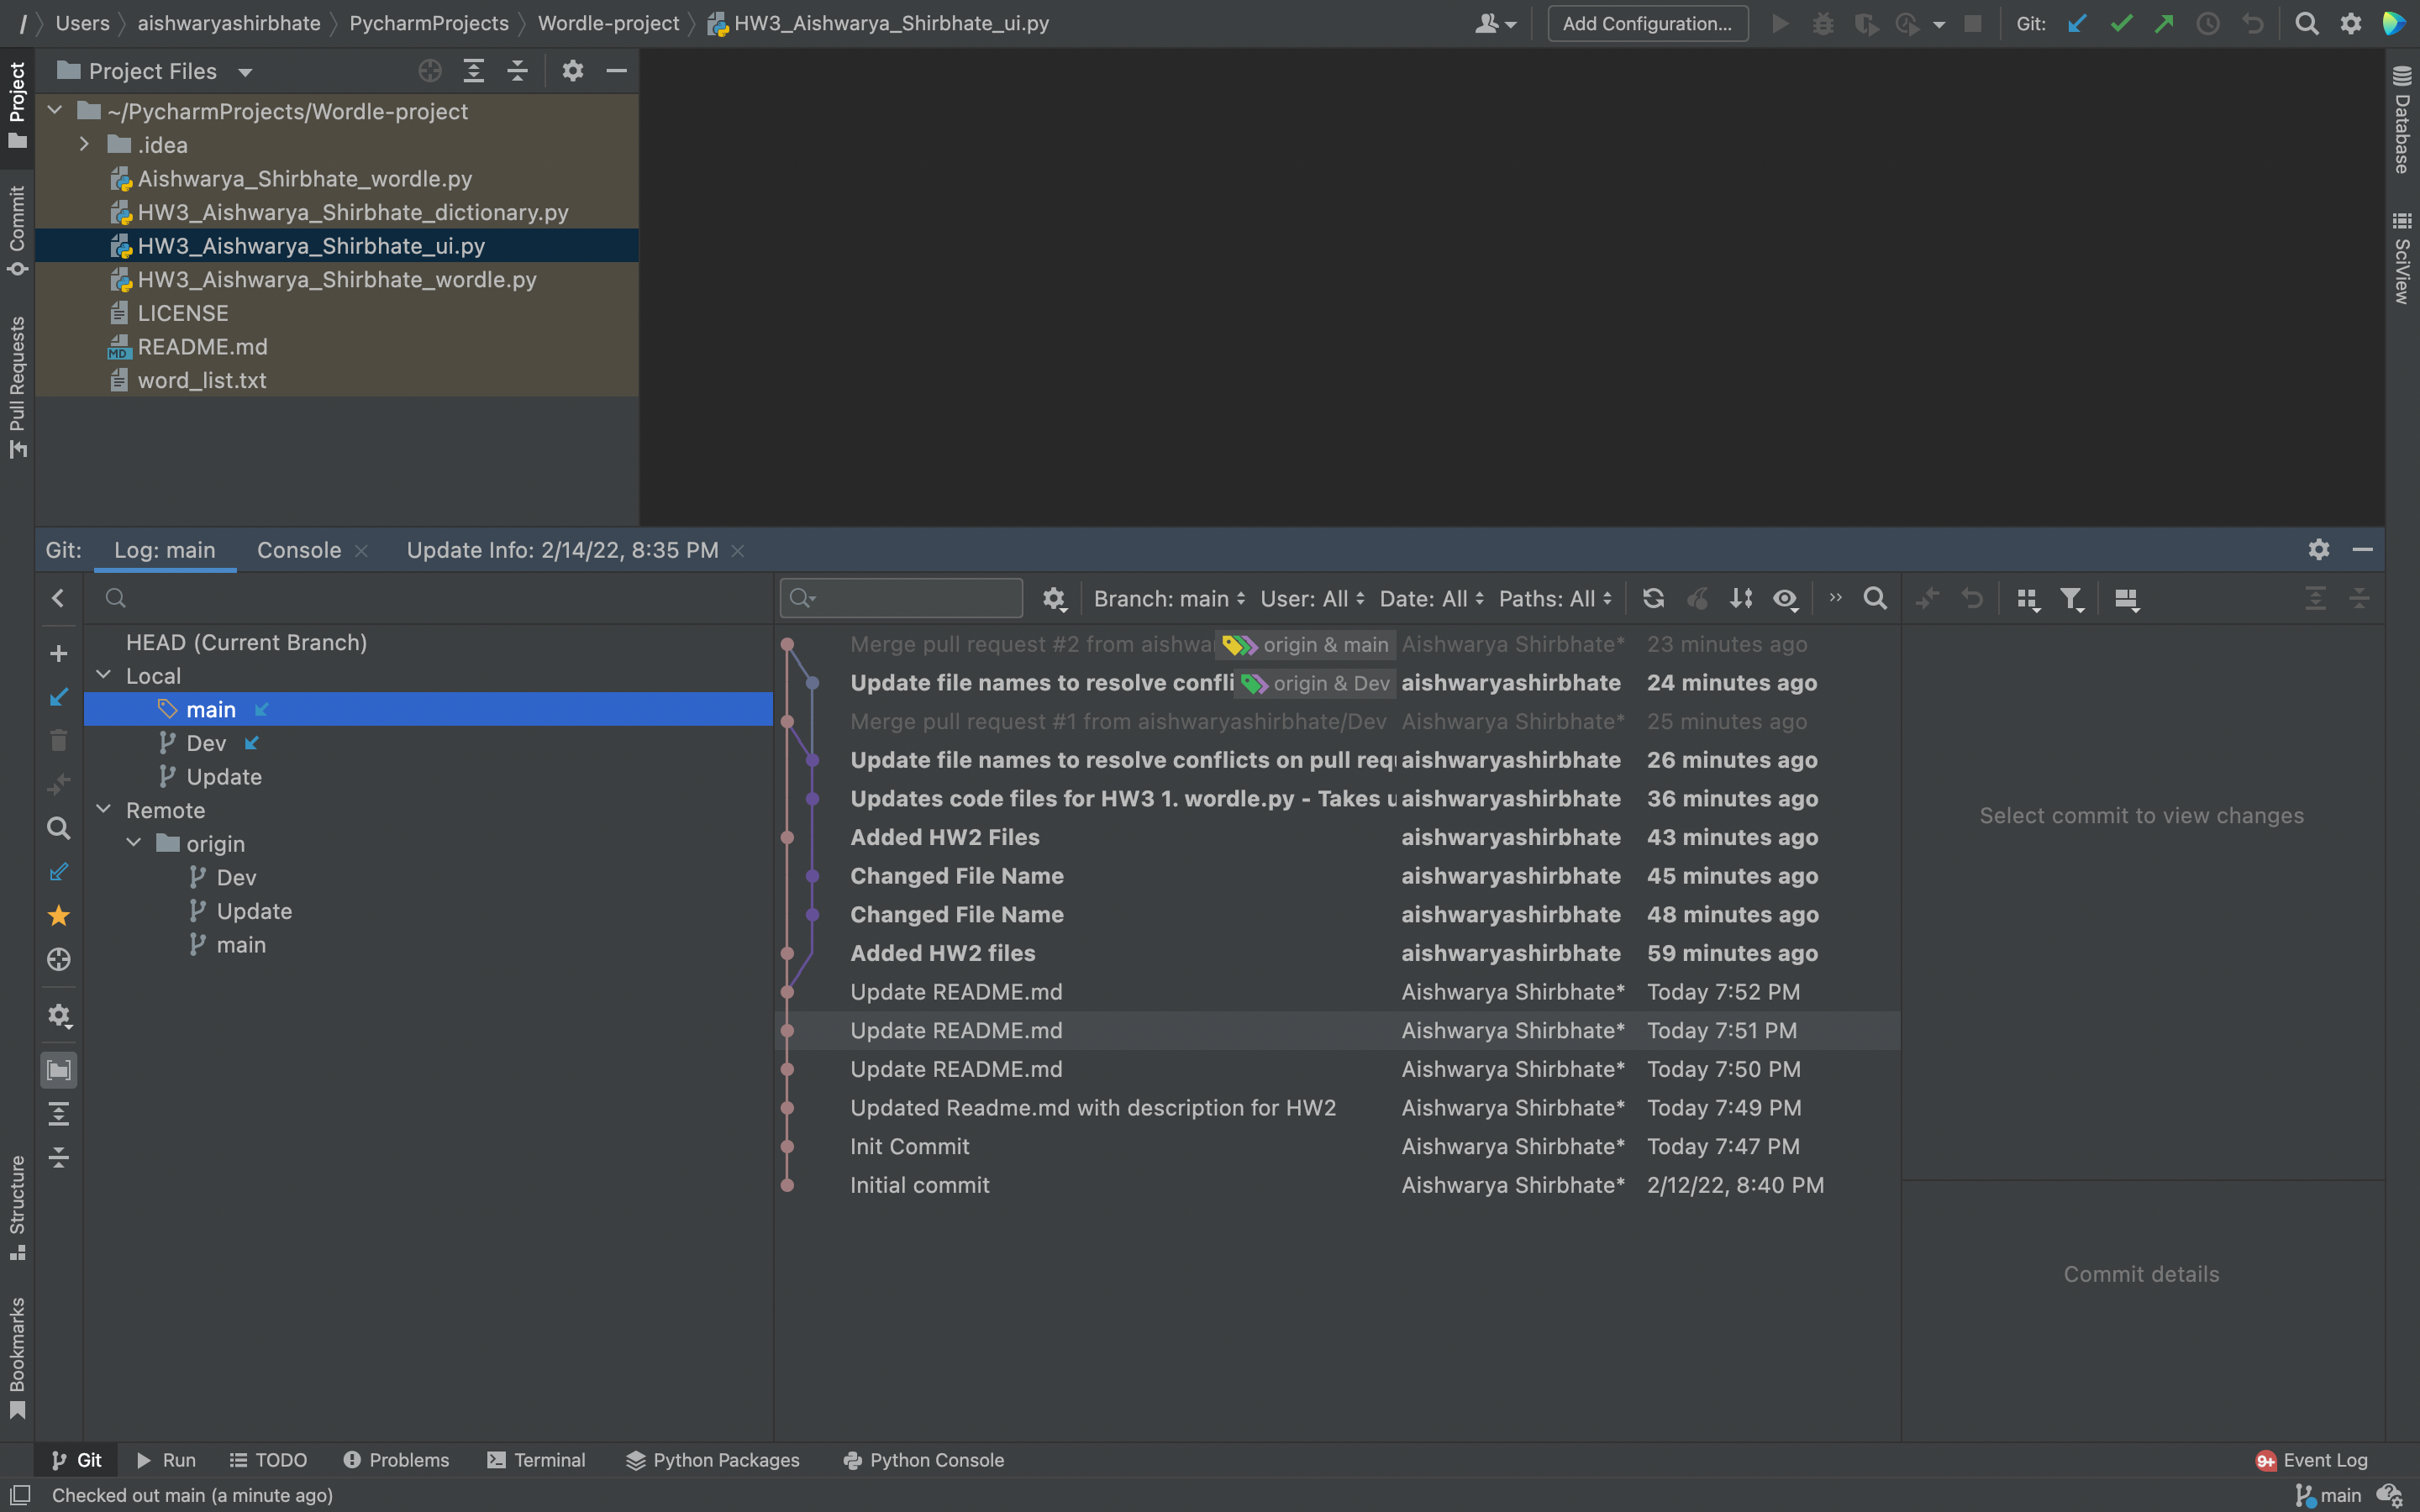 / Users aishwaryashirbhate PycharmProjects Wordle-project HW3_Aishwarya_Shirbhate_ui.py Add Configuration... Git:
Project
Commit
Pull Requests
Structure
Bookmarks
Project Files
~/PycharmProjects/Wordle-project
.idea
Aishwarya_Shirbhate_wordle.py
HW3_Aishwarya_Shirbhate_dictionary.py
HW3_Aishwarya_Shirbhate_ui.py
HW3_Aishwarya_Shirbhate_wordle.py
LICENSE
MD README.md
word_list.txt
Database
SciView
Git: Log: main Console Update Info: 2/14/22, 8:35 PM
HEAD (Current Branch)
Local
main
Dev
Update
Remote
origin
Dev
Update
main
Branch: main User: All Date: All Paths: All
Merge pull request #2 from aishwa origin & main Aishwarya Shirbhate* 23 minutes ago
Update file names to resolve confli origin & Dev aishwaryashirbhate 24 minutes ago
Merge pull request #1 from aishwaryashirbhate/Dev Aishwarya Shirbhate* 25 minutes ago
Update file names to resolve conflicts on pull requ aishwaryashirbhate 26 minutes ago
Updates code files for HW3 1. wordle.py - Takes u aishwaryashirbhate 36 minutes ago
Added HW2 Files aishwaryashirbhate 43 minutes ago
Changed File Name aishwaryashirbhate 45 minutes ago
Changed File Name aishwaryashirbhate 48 minutes ago
Added HW2 files aishwaryashirbhate 59 minutes ago
Update README.md Aishwarya Shirbhate* Today 7:52 PM
Update README.md Aishwarya Shirbhate* Today 7:51 PM
Update README.md Aishwarya Shirbhate* Today 7:50 PM
Updated Readme.md with description for HW2 Aishwarya Shirbhate* Today 7:49 PM
Init Commit Aishwarya Shirbhate* Today 7:47 PM
Initial commit Aishwarya Shirbhate* 2/12/22, 8:40 PM
Select commit to view changes
Commit details
Git Run TODO Problems Terminal Python Packages Python Console 9+ Event Log
Checked out main (a minute ago) main